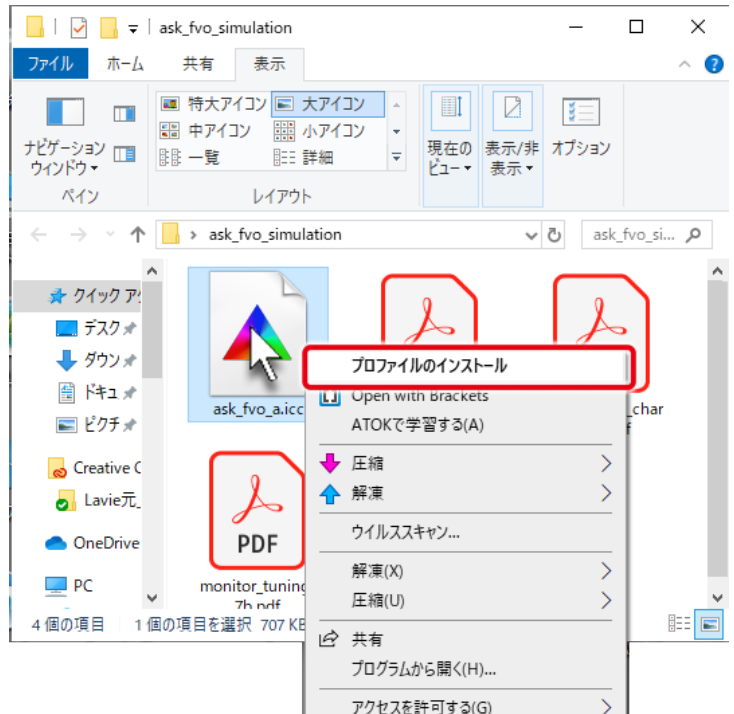 ask_fvo_simulation
ファイル ホーム 共有 表示
特大アイコン 大アイコン
中アイコン 小アイコン
一覧 詳細
ナビゲーション
ウィンドウ
現在の
ビュー
表示/非
表示
オプション
ペイン レイアウト
ask_fvo_simulation
ask_fvo_si...
クイック アク
デスク
ダウン
ドキュ
ピクチ
Creative C
Lavie元_
OneDrive
PC
ask_fvo_a.icc
_char
PDF
monitor_tuning
7b.pdf
プロファイルのインストール
Open with Brackets
ATOKで学習する(A)
圧縮
解凍
ウイルススキャン...
解凍(X)
圧縮(U)
共有
プログラムから開く(H)...
アクセスを許可する(G)
4 個の項目 1 個の項目を選択 707 KB